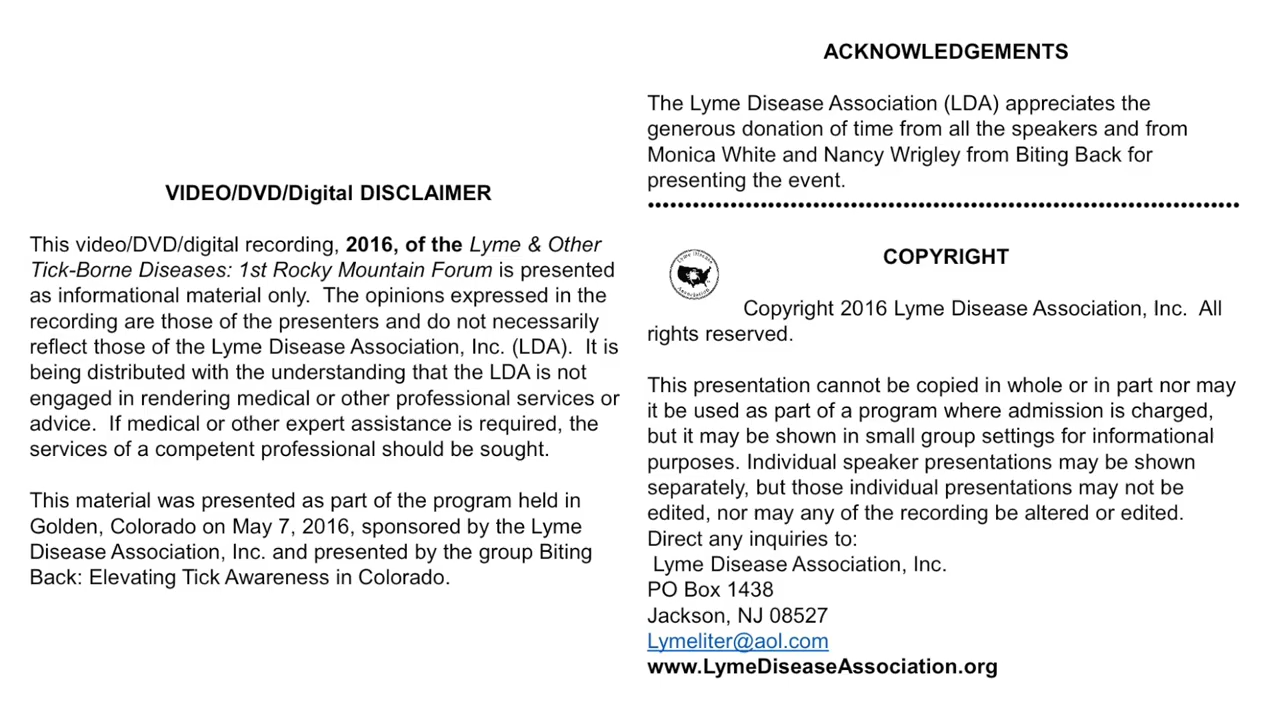 VIDEO/DVD/Digital DISCLAIMER
This video/DVD/digital recording, 2016, of the Lyme & Other
Tick-Borne Diseases: 1st Rocky Mountain Forum is presented
as informational material only. The opinions expressed in the
recording are those of the presenters and do not necessarily
reflect those of the Lyme Disease Association, Inc. (LDA). It is
being distributed with the understanding that the LDA is not
engaged in rendering medical or other professional services or
advice. If medical or other expert assistance is required, the
services of a competent professional should be sought.
This material was presented as part of the program held in
Golden, Colorado on May 7, 2016, sponsored by the Lyme
Disease Association, Inc. and presented by the group Biting
Back: Elevating Tick Awareness in Colorado.
ACKNOWLEDGEMENTS
The Lyme Disease Association (LDA) appreciates the
generous donation of time from all the speakers and from
Monica White and Nancy Wrigley from Biting Back for
presenting the event.
COPYRIGHT
Lyme Disease
Association
Copyright 2016 Lyme Disease Association, Inc. All
rights reserved.
This presentation cannot be copied in whole or in part nor may
it be used as part of a program where admission is charged,
but it may be shown in small group settings for informational
purposes. Individual speaker presentations may be shown
separately, but those individual presentations may not be
edited, nor may any of the recording be altered or edited.
Direct any inquiries to:
Lyme Disease Association, Inc.
PO Box 1438
Jackson, NJ 08527
Lymeliter@aol.com
www.LymeDiseaseAssociation.org